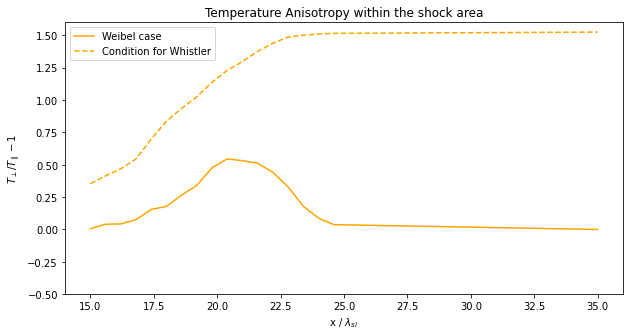 Temperature Anisotropy within the shock area
Weibel case
Condition for Whistler
1.50
1.25
1.00
0.75
0.50
0.25
0.00
−0.25
−0.50
T⊥/T∥ − 1
15.0 17.5 20.0 22.5 25.0 27.5 30.0 32.5 35.0
x / λsi